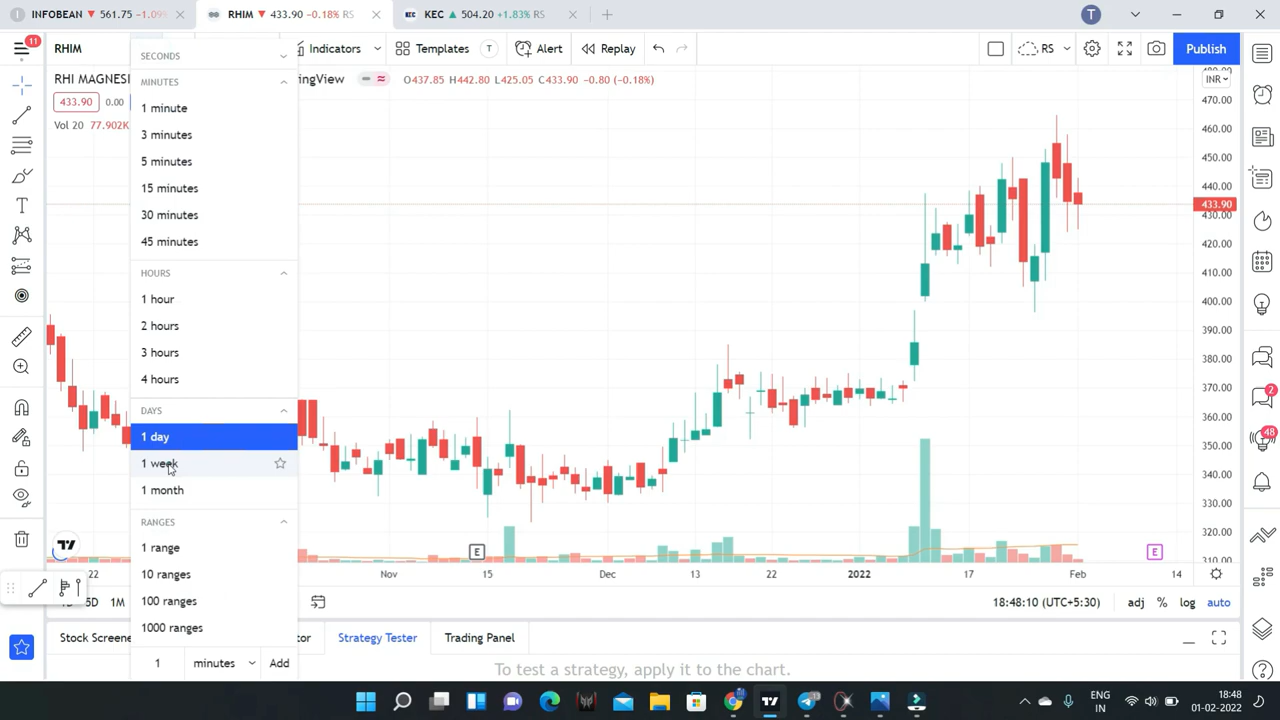 INFOBEAN ▼ 561.75 -1.09%
RHIM ▼ 433.90 -0.18% RS
KEC ▲ 504.20 +1.83% RS
T
11
RHIM
Indicators
Templates
T
Alert
Replay
RS
Publish
RHI MAGNESI
ngView
O437.85 H442.80 L425.05 C433.90 -0.80 (-0.18%)
433.90
0.00
Vol 20 77.902K
SECONDS
MINUTES
1 minute
3 minutes
5 minutes
15 minutes
30 minutes
45 minutes
HOURS
1 hour
2 hours
3 hours
4 hours
DAYS
1 day
1 week
1 month
RANGES
1 range
10 ranges
100 ranges
1000 ranges
1 minutes Add
INR
470.00
460.00
450.00
440.00
433.90
430.00
420.00
410.00
400.00
390.00
380.00
370.00
360.00
350.00
340.00
330.00
320.00
310.00
2
48
E
E
22
Nov
15
Dec
13
22
2022
17
Feb
14
5D
1M
18:48:10 (UTC+5:30)
adj
%
log
auto
Stock Screene
tor
Strategy Tester
Trading Panel
To test a strategy, apply it to the chart.
ENG
IN
18:48
01-02-2022